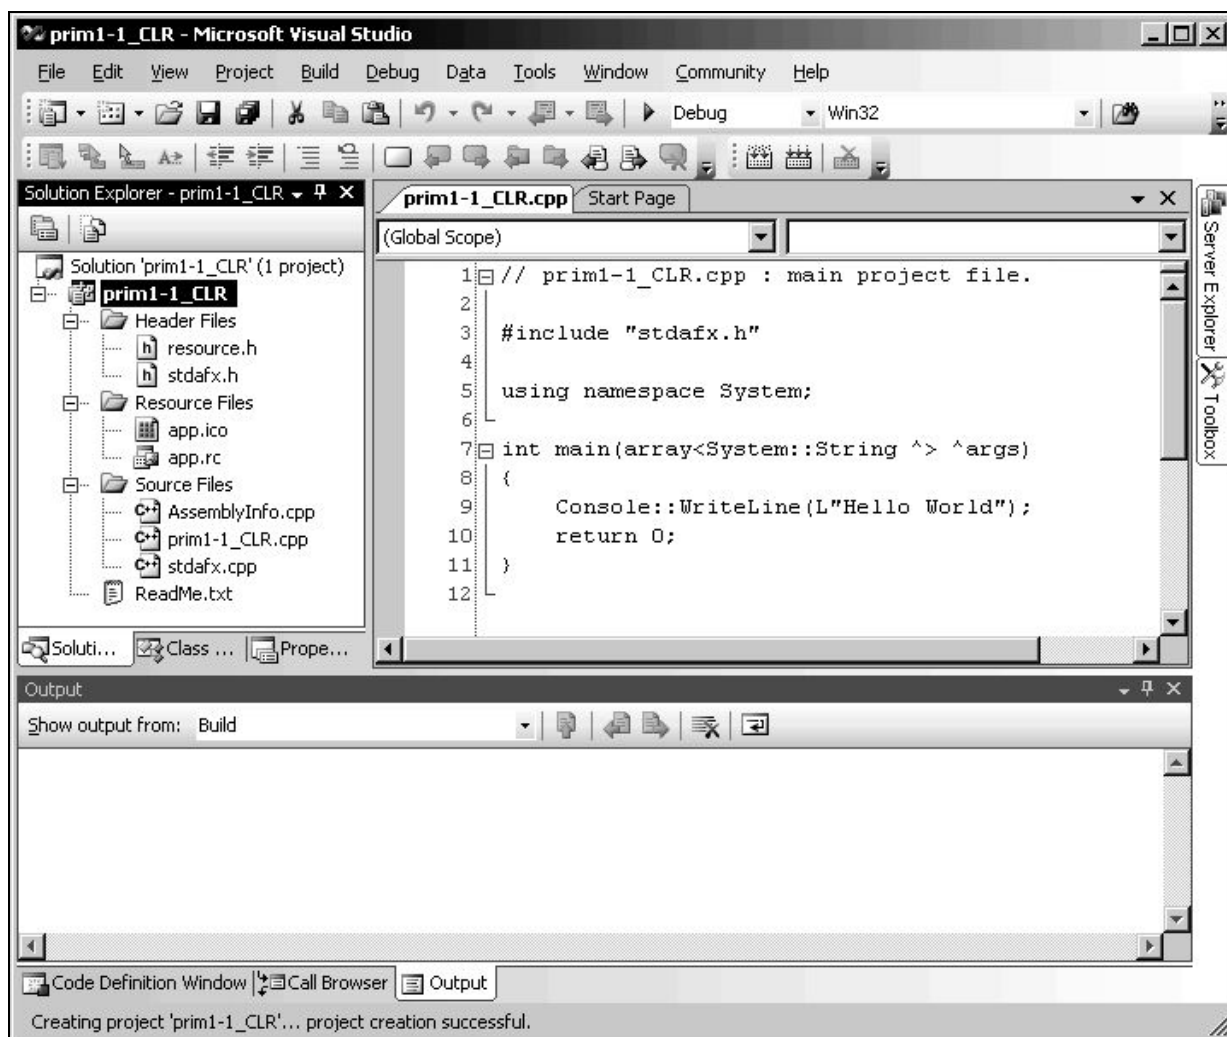 prim1-1_CLR - Microsoft Visual Studio
File Edit View Project Build Debug Data Tools Window Community Help
Debug Win32
Solution Explorer - prim1-1_CLR
prim1-1_CLR.cpp Start Page
(Global Scope)
Solution 'prim1-1_CLR' (1 project)
prim1-1_CLR
Header Files
resource.h
stdafx.h
Resource Files
app.ico
app.rc
Source Files
AssemblyInfo.cpp
prim1-1_CLR.cpp
stdafx.cpp
ReadMe.txt
Soluti... Class ... Prope...
1 // prim1-1_CLR.cpp : main project file.
2
3 #include "stdafx.h"
4
5 using namespace System;
6
7 int main(array<System::String ^> ^args)
8 {
9 Console::WriteLine(L"Hello World");
10 return 0;
11 }
12
Server Explorer
Toolbox
Output
Show output from: Build
Code Definition Window Call Browser Output
Creating project 'prim1-1_CLR'... project creation successful.